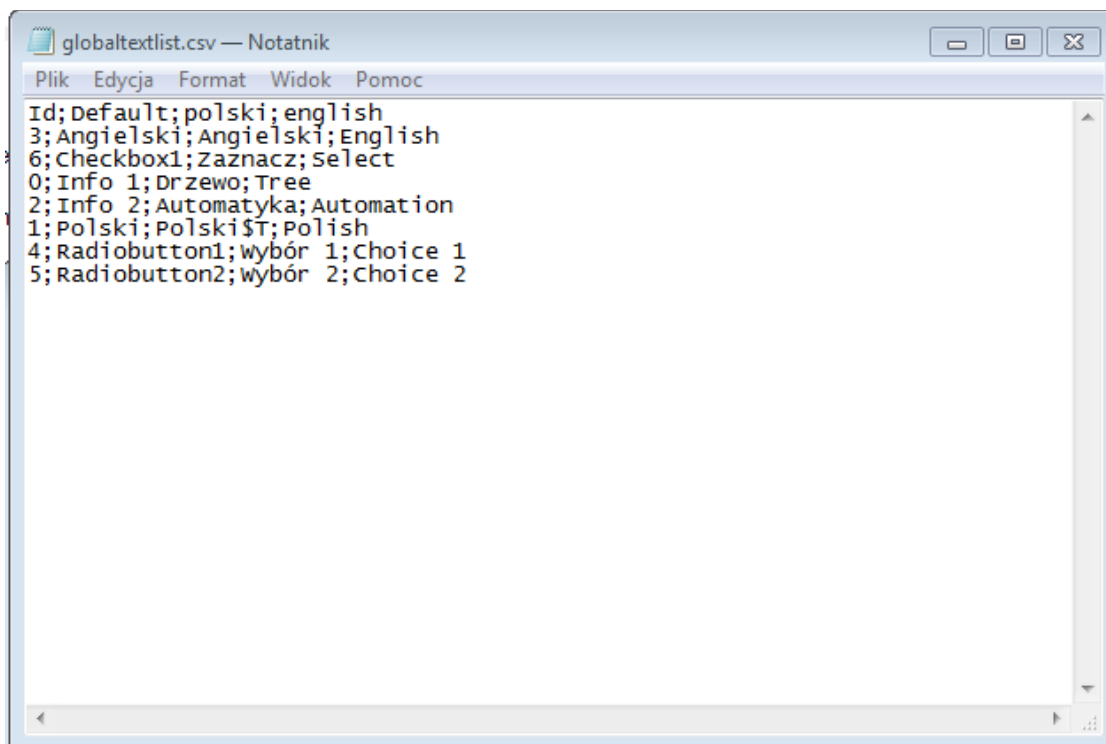 globaltextlist.csv — Notatnik
Plik Edycja Format Widok Pomoc
Id;Default;polski;english
3;Angielski;Angielski;English
6;Checkbox1;Zaznacz;Select
0;Info 1;Drzewo;Tree
2;Info 2;Automatyka;Automation
1;Polski;Polski$T;Polish
4;Radiobutton1;Wybór 1;Choice 1
5;Radiobutton2;Wybór 2;Choice 2